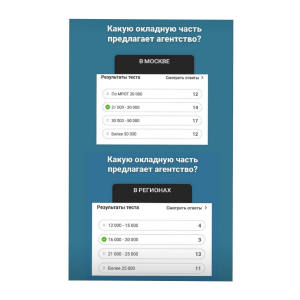 Какую окладную часть
предлагает агентство?
В МОСКВЕ
Результаты теста Смотреть ответы >
По МРОТ 20 000 12
21 000 - 30 000 14
30 000 - 50 000 17
Более 50 000 12
Какую окладную часть
предлагает агентство?
В РЕГИОНАХ
Результаты теста Смотреть ответы >
12 000 - 15 000 4
16 000 - 20 000 3
21 000 - 25 000 13
Более 25 000 11